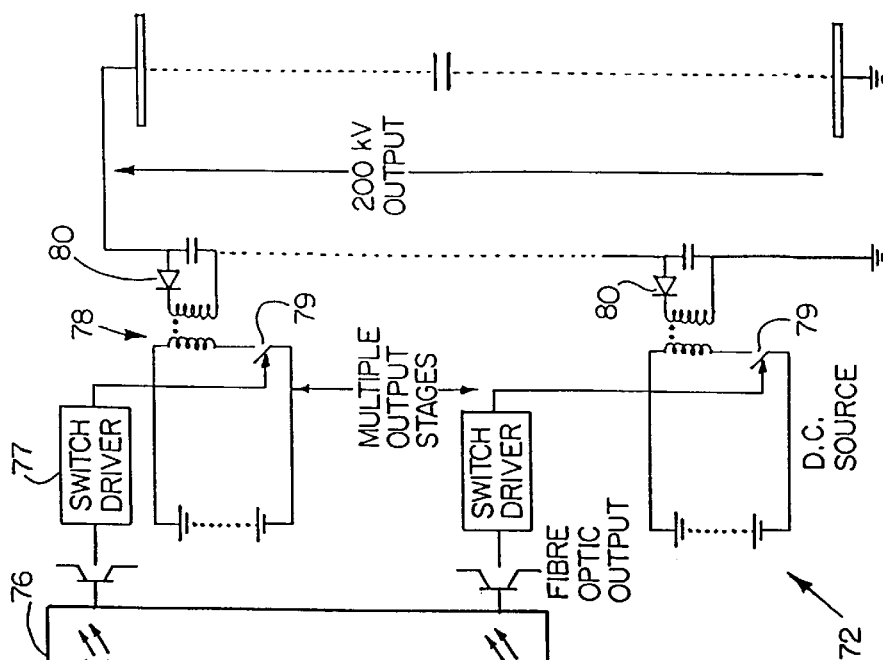 76
77
SWITCH
DRIVER
78
80
79
200 kV
OUTPUT
MULTIPLE
OUTPUT
STAGES
SWITCH
DRIVER
FIBRE
OPTIC
OUTPUT
80
79
D.C.
SOURCE
72